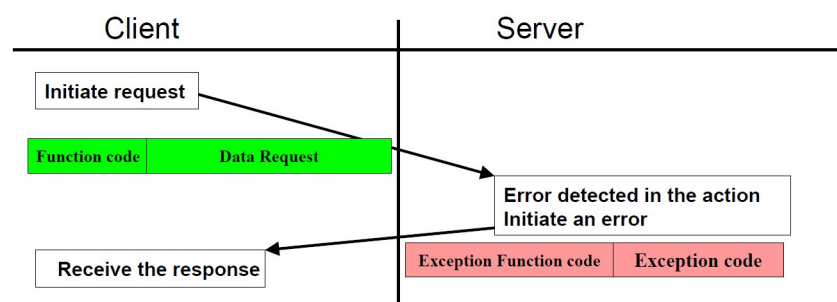 Client
Server
Initiate request
Function code
Data Request
Error detected in the action
Initiate an error
Receive the response
Exception Function code
Exception code